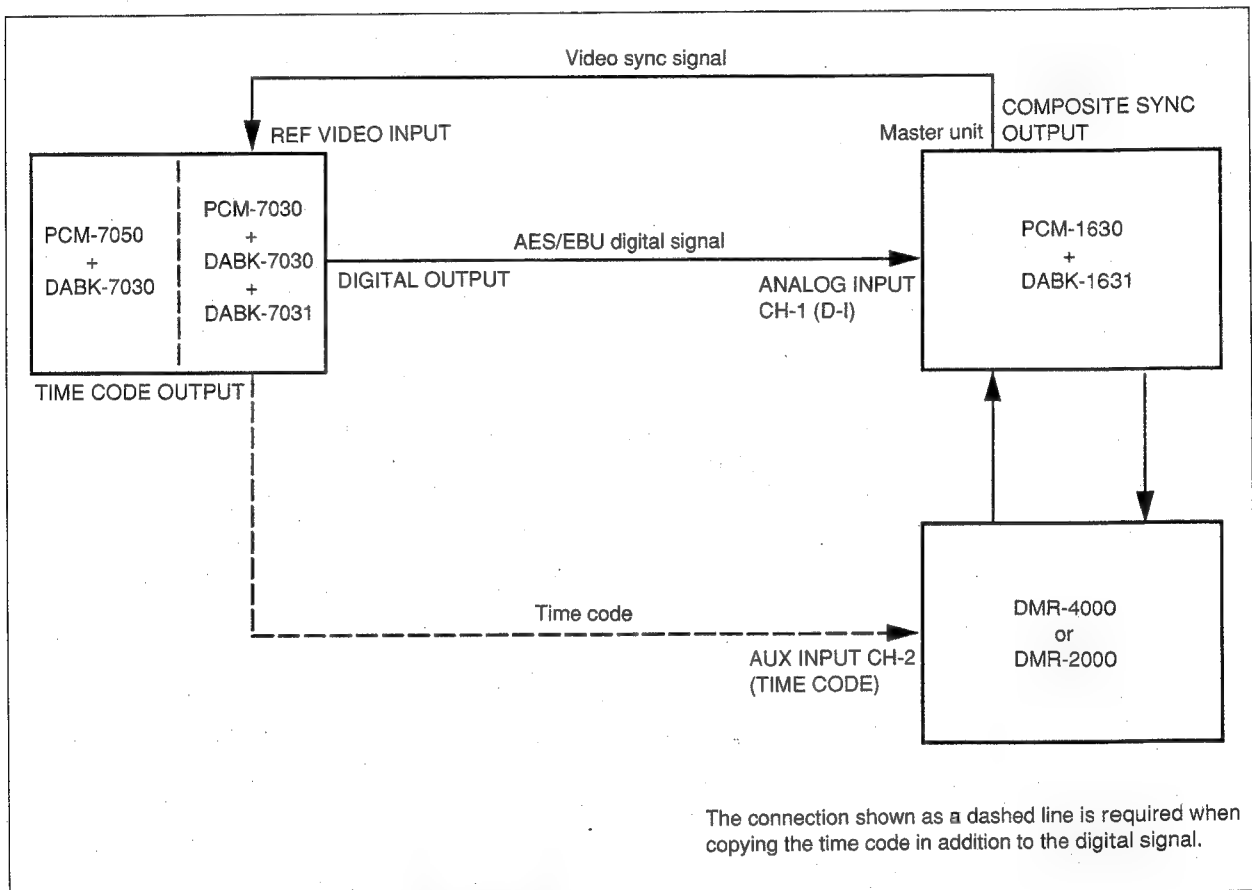 Video sync signal
REF VIDEO INPUT
Master unit
COMPOSITE SYNC
OUTPUT
PCM-7050
+
DABK-7030
PCM-7030
+
DABK-7030
+
DABK-7031
AES/EBU digital signal
DIGITAL OUTPUT
ANALOG INPUT
CH-1 (D-I)
PCM-1630
+
DABK-1631
TIME CODE OUTPUT
Time code
AUX INPUT CH-2
(TIME CODE)
DMR-4000
or
DMR-2000
The connection shown as a dashed line is required when
copying the time code in addition to the digital signal.